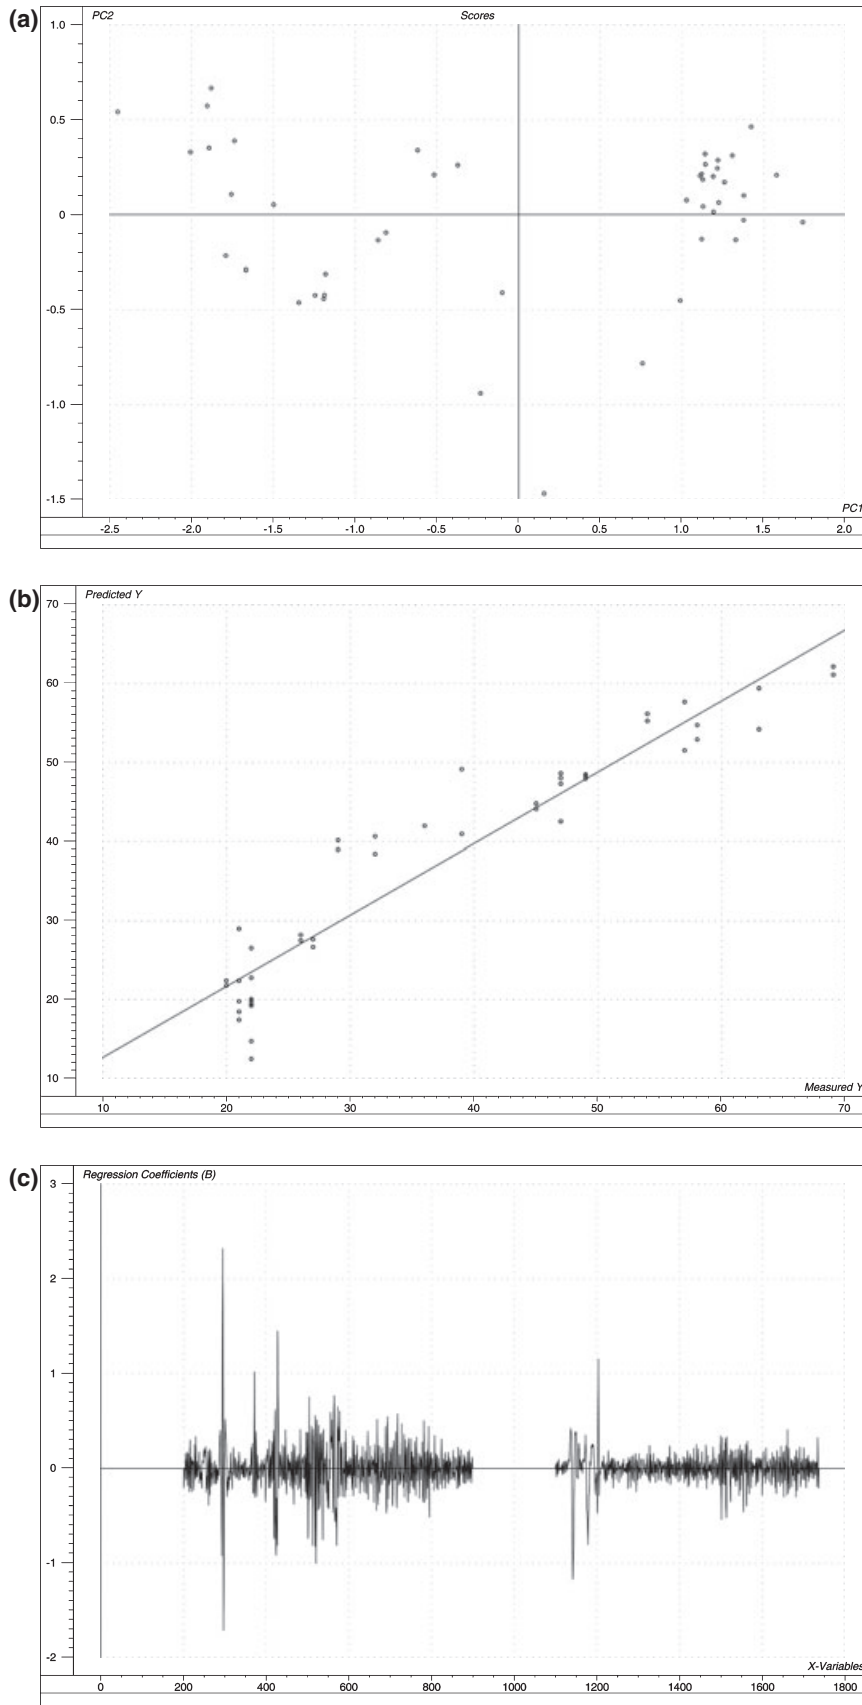 (a)
PC2 Scores
1.0
0.5
0
-0.5
-1.0
-1.5
PC1
-2.5 -2.0 -1.5 -1.0 -0.5 0 0.5 1.0 1.5 2.0
(b)
Predicted Y
70
60
50
40
30
20
10
Measured Y
10 20 30 40 50 60 70
(c)
Regression Coefficients (B)
3
2
1
0
-1
-2
X-Variables
0 200 400 600 800 1000 1200 1400 1600 1800